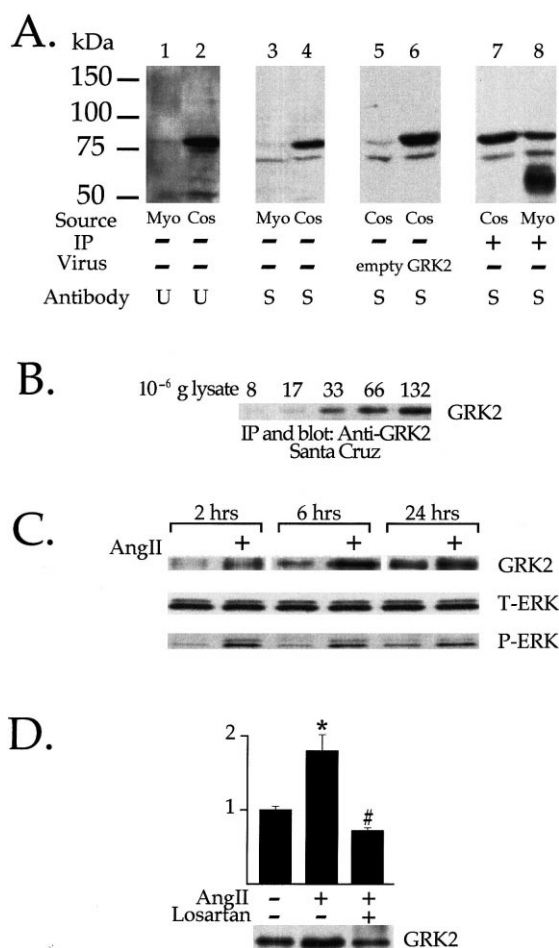 A. kDa 1 2 3 4 5 6 7 8
150
100
75
50
Source Myo Cos Myo Cos Cos Cos Cos Myo
IP - - - - - - + +
Virus - - - - empty GRK2 - -
Antibody U U S S S S S S
B.
10-6 g lysate 8 17 33 66 132
GRK2
IP and blot: Anti-GRK2
Santa Cruz
C.
2 hrs 6 hrs 24 hrs
AngII + + +
GRK2
T-ERK
P-ERK
D.
2
*
1
#
AngII - + +
Losartan - - +
GRK2